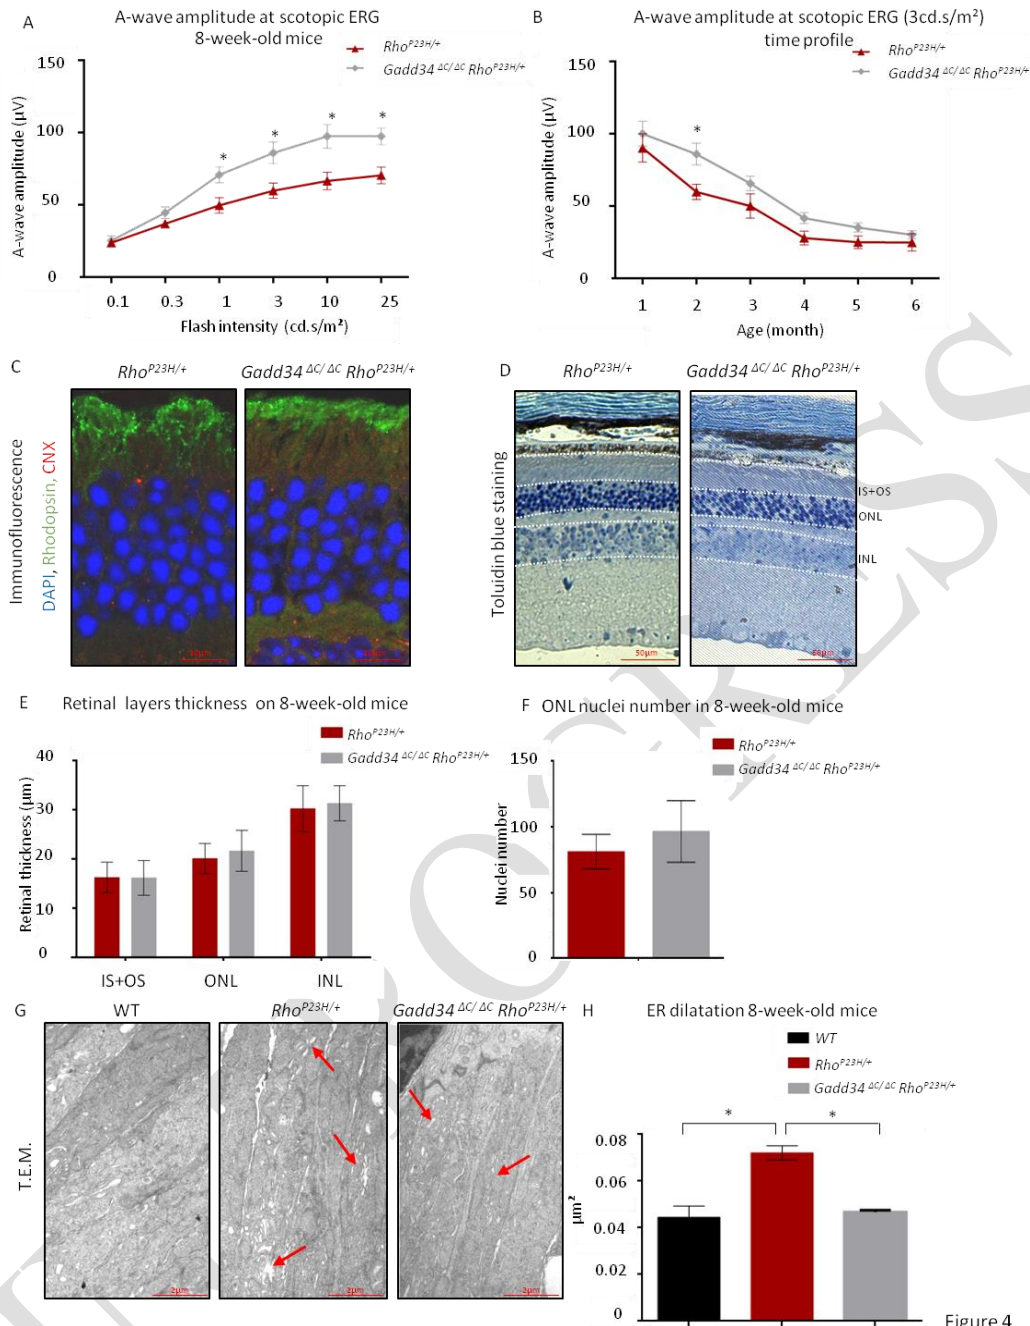 A
A-wave amplitude at scotopic ERG
8-week-old mice
Rho^P23H/+
Gadd34 ^ΔC/ΔC Rho^P23H/+
A-wave amplitude (µV)
150
100
50
0
*
*
*
*
0.1 0.3 1 3 10 25
Flash intensity (cd.s/m²)
B
A-wave amplitude at scotopic ERG (3cd.s/m²)
time profile
Rho^P23H/+
Gadd34 ^ΔC/ΔC Rho^P23H/+
A-wave amplitude (µV)
150
100
50
0
*
1 2 3 4 5 6
Age (month)
C
Rho^P23H/+
Gadd34 ^ΔC/ΔC Rho^P23H/+
Immunofluorescence
DAPI, Rhodopsin, CNX
10µm
D
Rho^P23H/+
Gadd34 ^ΔC/ΔC Rho^P23H/+
Toluidin blue staining
IS+OS
ONL
INL
50µm
50µm
E
Retinal layers thickness on 8-week-old mice
Rho^P23H/+
Gadd34 ^ΔC/ΔC Rho^P23H/+
Retinal thickness (µm)
40
30
20
10
0
IS+OS ONL INL
F
ONL nuclei number in 8-week-old mice
Rho^P23H/+
Gadd34 ^ΔC/ΔC Rho^P23H/+
Nuclei number
150
100
50
0
G
WT
Rho^P23H/+
Gadd34 ^ΔC/ΔC Rho^P23H/+
T.E.M.
2µm
2µm
2µm
H
ER dilatation 8-week-old mice
WT
Rho^P23H/+
Gadd34 ^ΔC/ΔC Rho^P23H/+
*
*
µm²
0.08
0.06
0.04
0.02
0
Figure 4